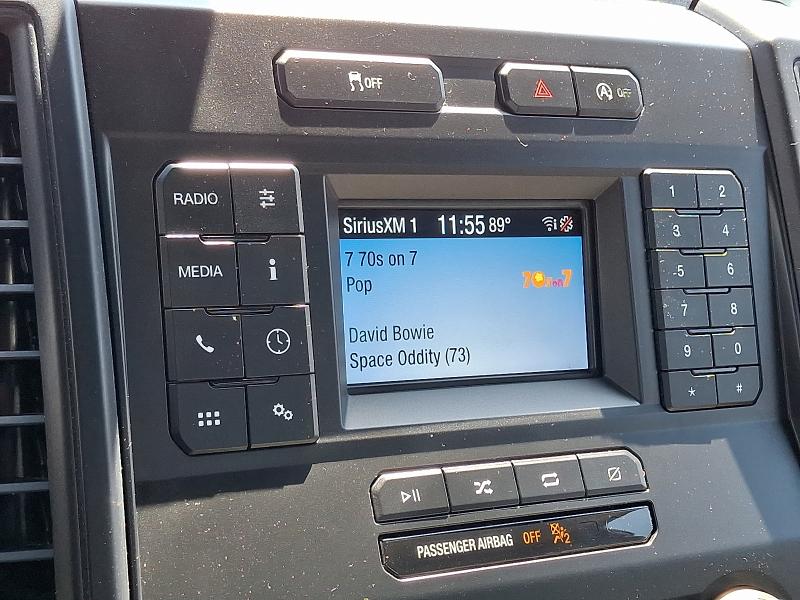 OFF
OFF
RADIO
MEDIA
i
SiriusXM 1 11:55 89°
7 70s on 7
Pop
70s on 7
David Bowie
Space Oddity (73)
1 2
3 4
5 6
7 8
9 0
* #
PASSENGER AIRBAG OFF 2